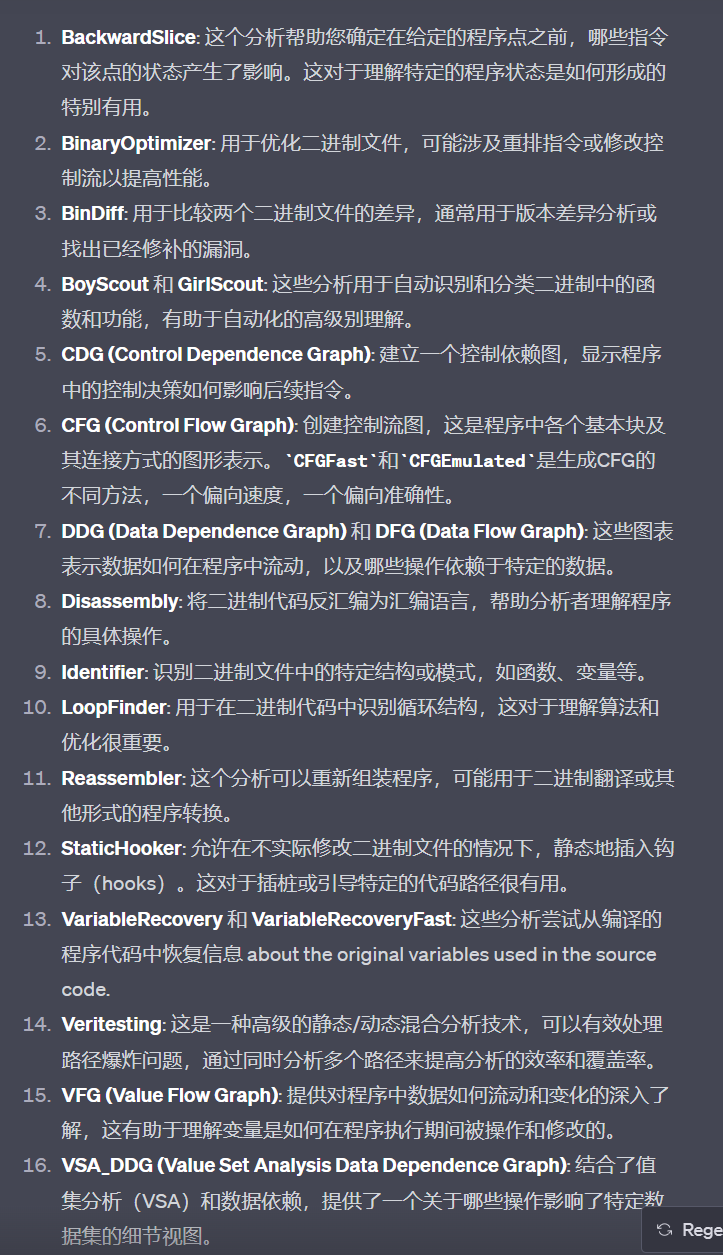 1. BackwardSlice: 这个分析帮助您确定在给定的程序点之前，哪些指令
对该点的状态产生了影响。这对于理解特定的程序状态是如何形成的
特别有用。
2. BinaryOptimizer: 用于优化二进制文件，可能涉及重排指令或修改控
制流以提高性能。
3. BinDiff: 用于比较两个二进制文件的差异，通常用于版本差异分析或
找出已经修补的漏洞。
4. BoyScout 和 GirlScout: 这些分析用于自动识别和分类二进制中的函
数和功能，有助于自动化的高级别理解。
5. CDG (Control Dependence Graph): 建立一个控制依赖图，显示程序
中的控制决策如何影响后续指令。
6. CFG (Control Flow Graph): 创建控制流图，这是程序中各个基本块及
其连接方式的图形表示。`CFGFast`和`CFGEmulated`是生成CFG的
不同方法，一个偏向速度，一个偏向准确性。
7. DDG (Data Dependence Graph) 和 DFG (Data Flow Graph): 这些图表
表示数据如何在程序中流动，以及哪些操作依赖于特定的数据。
8. Disassembly: 将二进制代码反汇编为汇编语言，帮助分析者理解程序
的具体操作。
9. Identifier: 识别二进制文件中的特定结构或模式，如函数、变量等。
10. LoopFinder: 用于在二进制代码中识别循环结构，这对于理解算法和
优化很重要。
11. Reassembler: 这个分析可以重新组装程序，可能用于二进制翻译或其
他形式的程序转换。
12. StaticHooker: 允许在不实际修改二进制文件的情况下，静态地插入钩
子（hooks）。这对于插桩或引导特定的代码路径很有用。
13. VariableRecovery 和 VariableRecoveryFast: 这些分析尝试从编译的
程序代码中恢复信息 about the original variables used in the source
code.
14. Veritesting: 这是一种高级的静态/动态混合分析技术，可以有效处理
路径爆炸问题，通过同时分析多个路径来提高分析的效率和覆盖率。
15. VFG (Value Flow Graph): 提供对程序中数据如何流动和变化的深入了
解，这有助于理解变量是如何在程序执行期间被操作和修改的。
16. VSA_DDG (Value Set Analysis Data Dependence Graph): 结合了值
集分析（VSA）和数据依赖，提供了一个关于哪些操作影响了特定数
据集的细节视图。
Rege